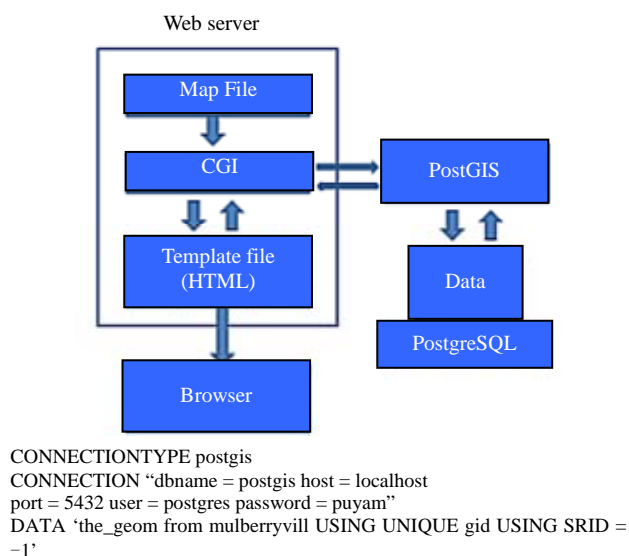 Web server
Map File
CGI
PostGIS
Template file
(HTML)
Data
PostgreSQL
Browser
CONNECTIONTYPE postgis
CONNECTION “dbname = postgis host = localhost
port = 5432 user = postgres password = puyam”
DATA ‘the_geom from mulberryvill USING UNIQUE gid USING SRID =
−1’